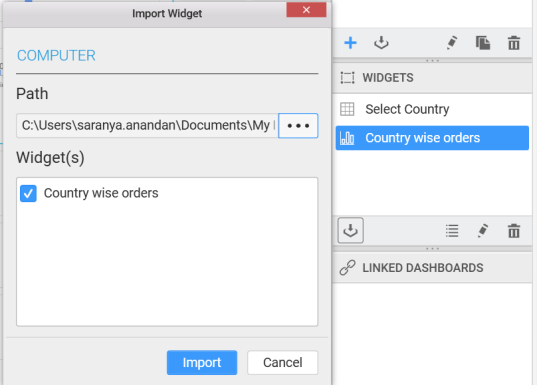 Import Widget
COMPUTER
Path
C:\Users\saranya.anandan\Documents\My
Widget(s)
Country wise orders
Import
Cancel
WIDGETS
Select Country
Country wise orders
LINKED DASHBOARDS